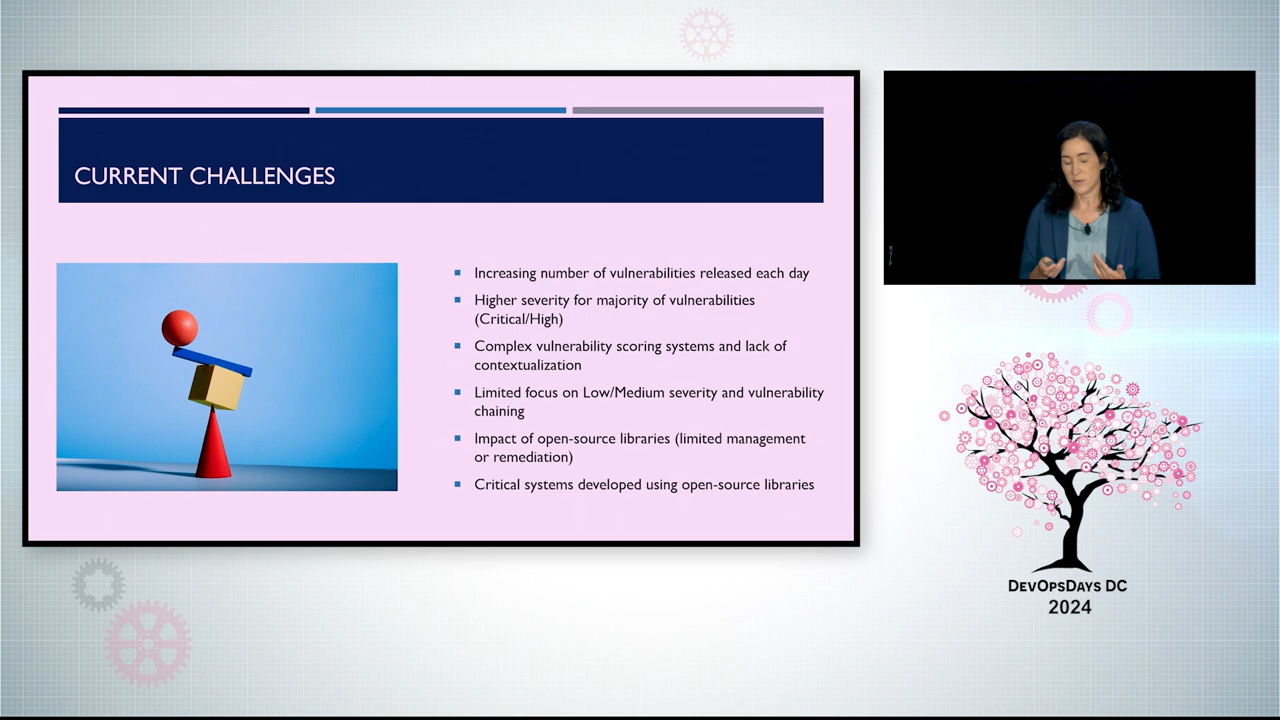 CURRENT CHALLENGES
Increasing number of vulnerabilities released each day
Higher severity for majority of vulnerabilities
(Critical/High)
Complex vulnerability scoring systems and lack of
contextualization
Limited focus on Low/Medium severity and vulnerability
chaining
Impact of open-source libraries (limited management
or remediation)
Critical systems developed using open-source libraries
DevOpsDays DC
2024